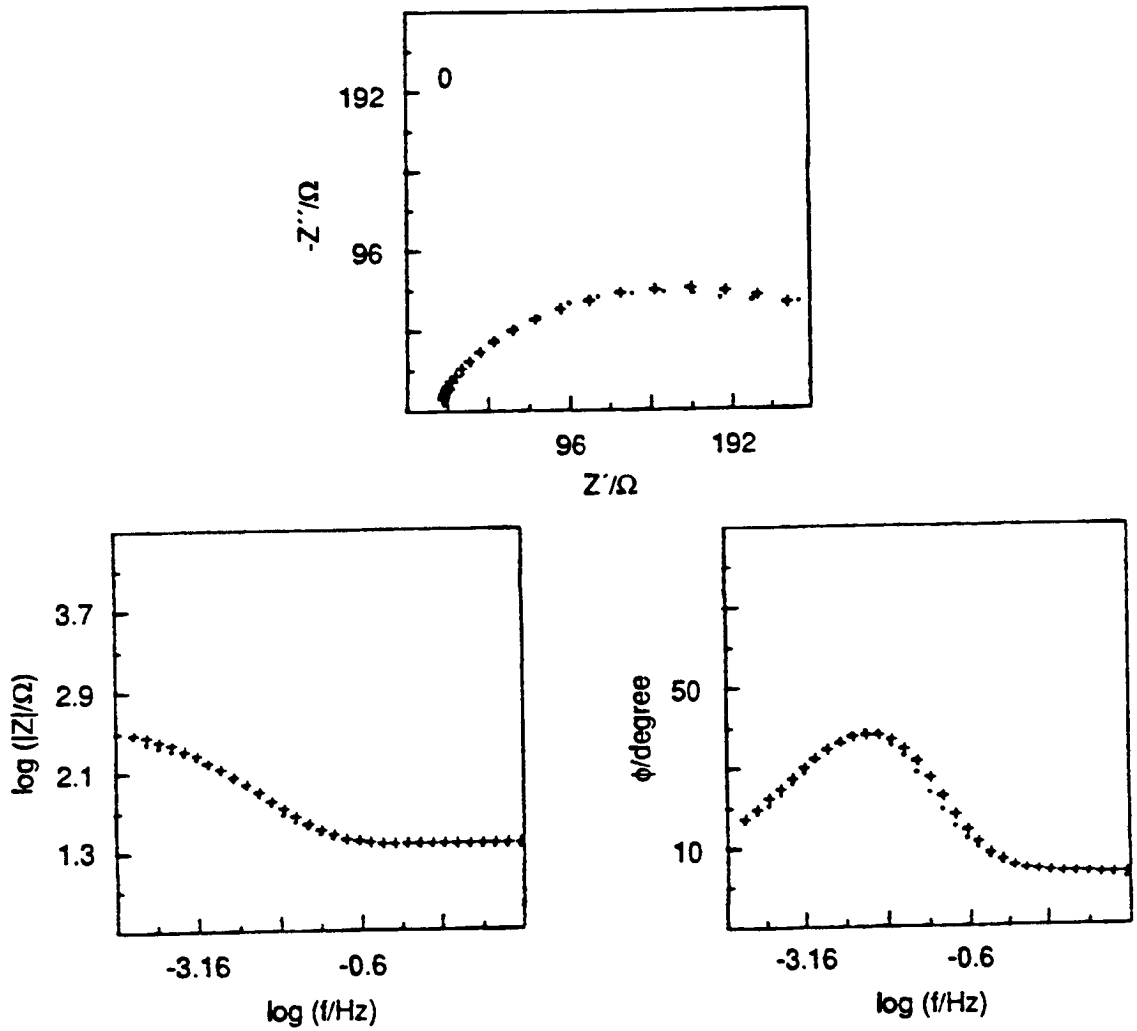 0
192
96
-Z´´/Ω
96 192
Z´/Ω
3.7
2.9
2.1
1.3
log (|Z|/Ω)
-3.16 -0.6
log (f/Hz)
50
10
ϕ/degree
-3.16 -0.6
log (f/Hz)